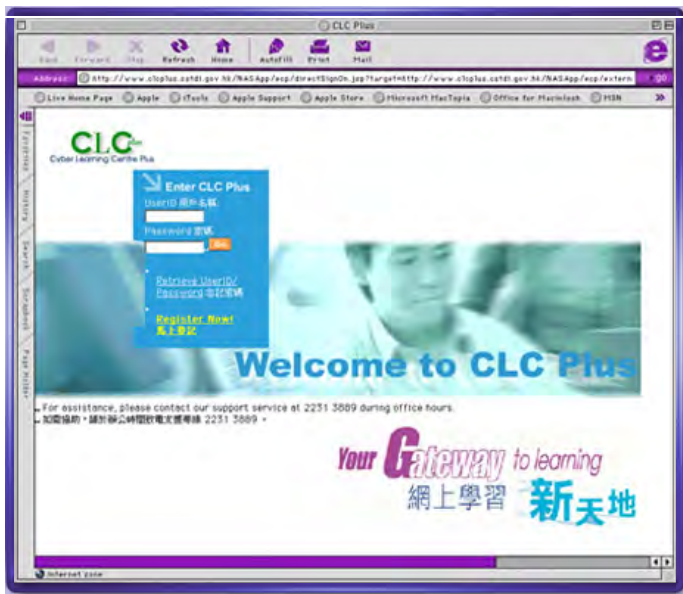 CLC Plus
Back Forward Stop Refresh Home AutoFill Print Mail
Address: http://www.clcplus.cstdi.gov.hk/NASApp/ecp/directSignOn.jsp?target=http://www.clcplus.cstdi.gov.hk/NASApp/ecp/extern go
Live Home Page Apple iTools Apple Support Apple Store Microsoft MacTopia Office for Macintosh MSN
Favorites
History
Search
Scrapbook
Page Holder
CLC Plus
Cyber Learning Centre Plus
Enter CLC Plus
UserID 用戶名稱
Password 密碼
Go
Retrieve UserID/
Password 忘記密碼
Register Now!
馬上登記
Welcome to CLC Plus
For assistance, please contact our support service at 2231 3889 during office hours.
如需協助，請於辦公時間致電支援專線 2231 3889。
Your Gateway to learning
網上學習 新天地
Internet zone